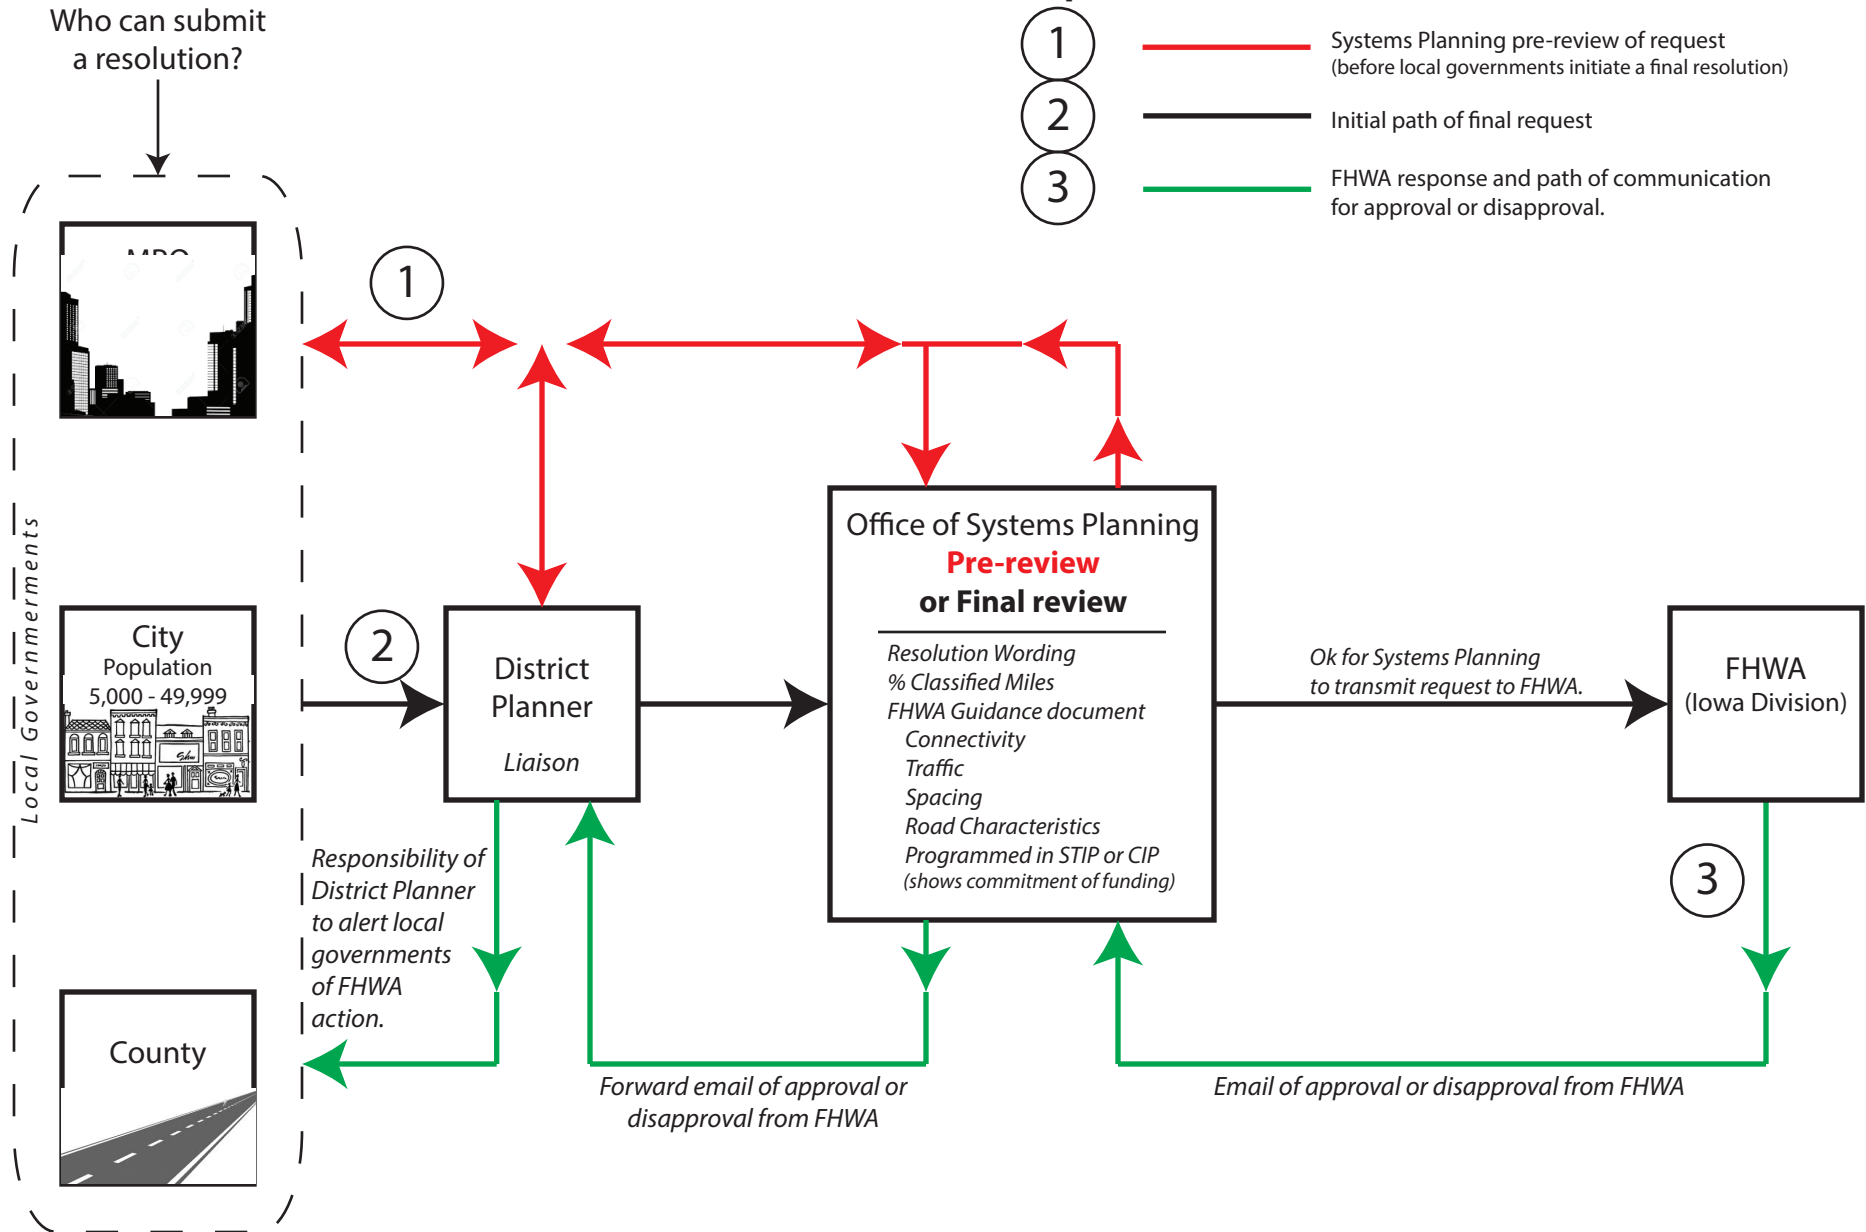 Who can submit
a resolution?
1
Systems Planning pre-review of request
(before local governments initiate a final resolution)
2
Initial path of final request
3
FHWA response and path of communication
for approval or disapproval.
Local Governmerments
1
City
Population
5,000 - 49,999
2
District
Planner
Liaison
Office of Systems Planning
Pre-review
or Final review
Resolution Wording
% Classified Miles
FHWA Guidance document
Connectivity
Traffic
Spacing
Road Characteristics
Programmed in STIP or CIP
(shows commitment of funding)
Ok for Systems Planning
to transmit request to FHWA.
FHWA
(Iowa Division)
3
Responsibility of
District Planner
to alert local
governments
of FHWA
action.
County
Forward email of approval or
disapproval from FHWA
Email of approval or disapproval from FHWA